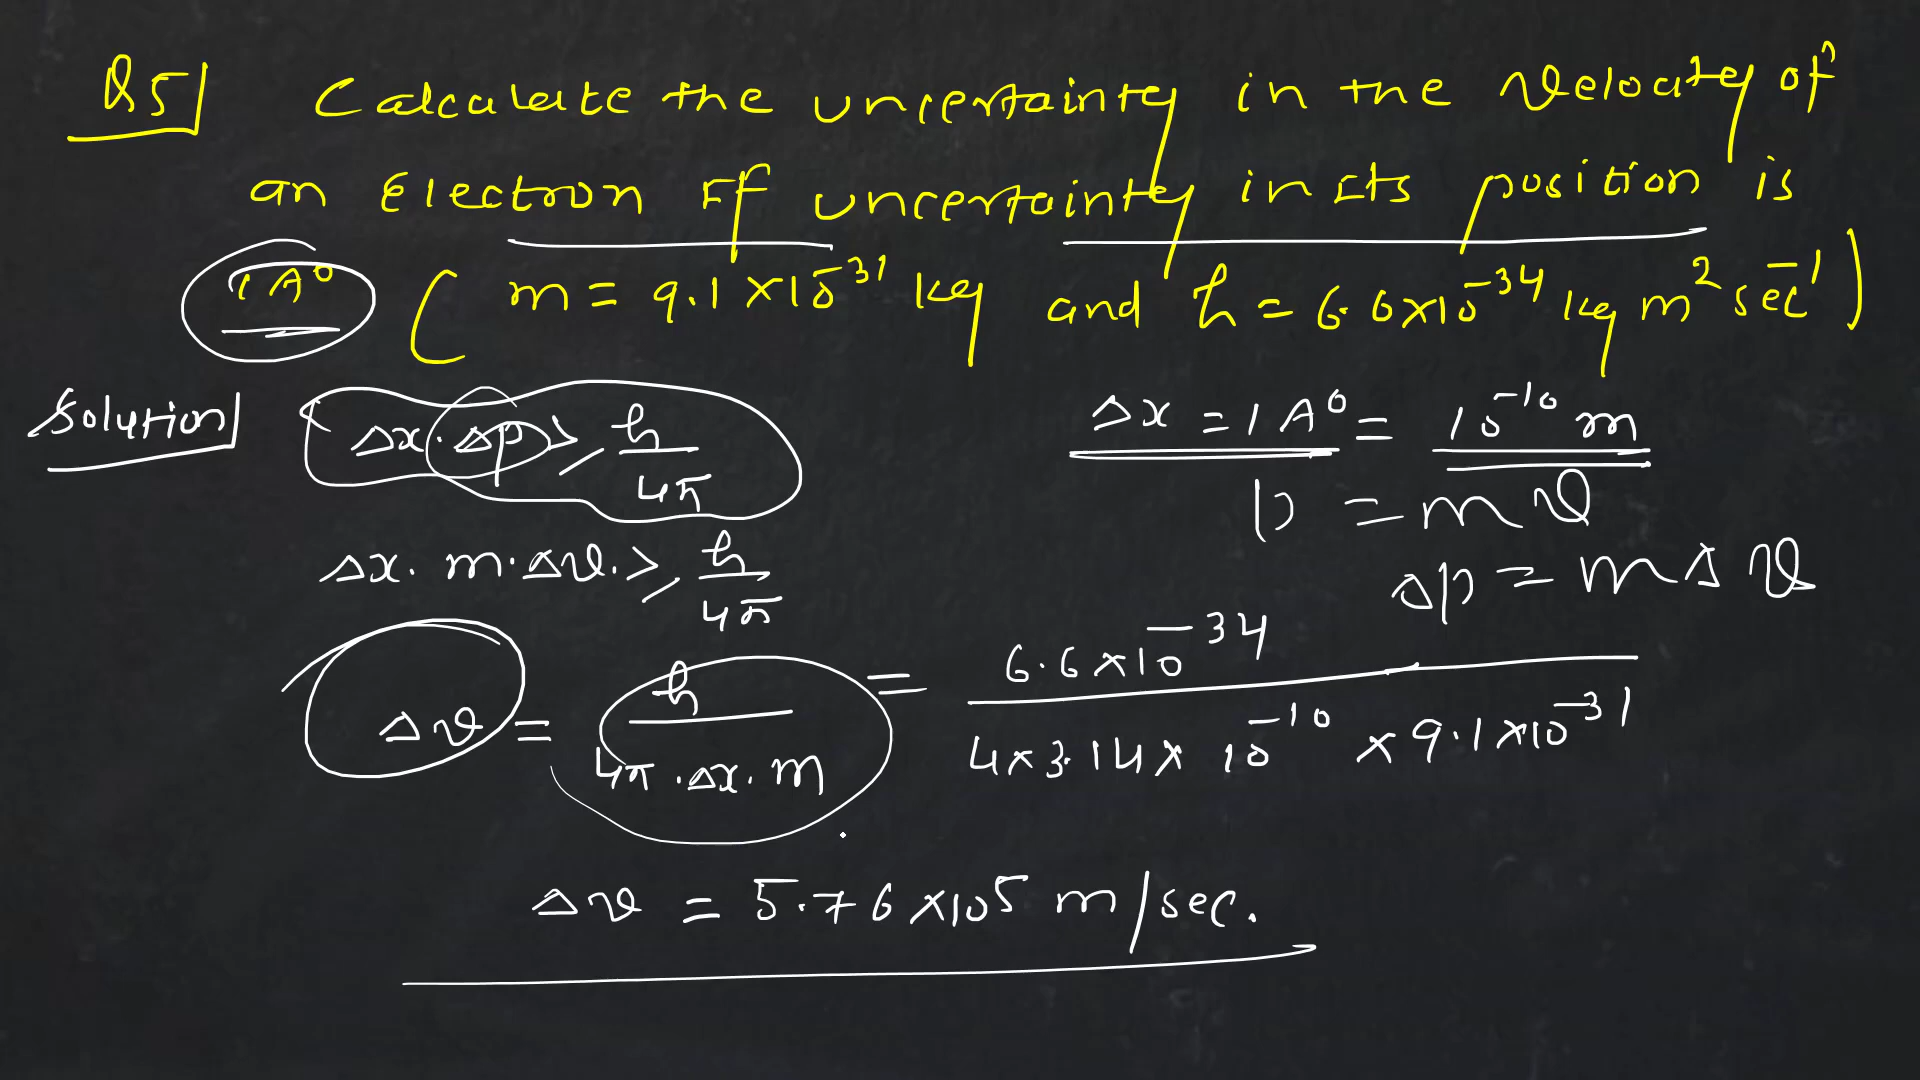 Q5 Calculate the uncertainty in the velocity of
an Electron If uncertainty in Its position is
1 A° ( m = 9.1 × 10⁻³¹ kg and h = 6.6 × 10⁻³⁴ kg m² sec⁻¹ )
Solution Δx · Δp ≥ h / 4π
Δx = 1 A° = 10⁻¹⁰ m
p = m v
Δp = m Δ v
Δx · m · Δv · ≥ h / 4π
Δv = h / 4π · Δx · m = 6.6 × 10⁻³⁴ / 4 × 3.14 × 10⁻¹⁰ × 9.1 × 10⁻³¹
Δv = 5.76 × 10⁵ m/sec.